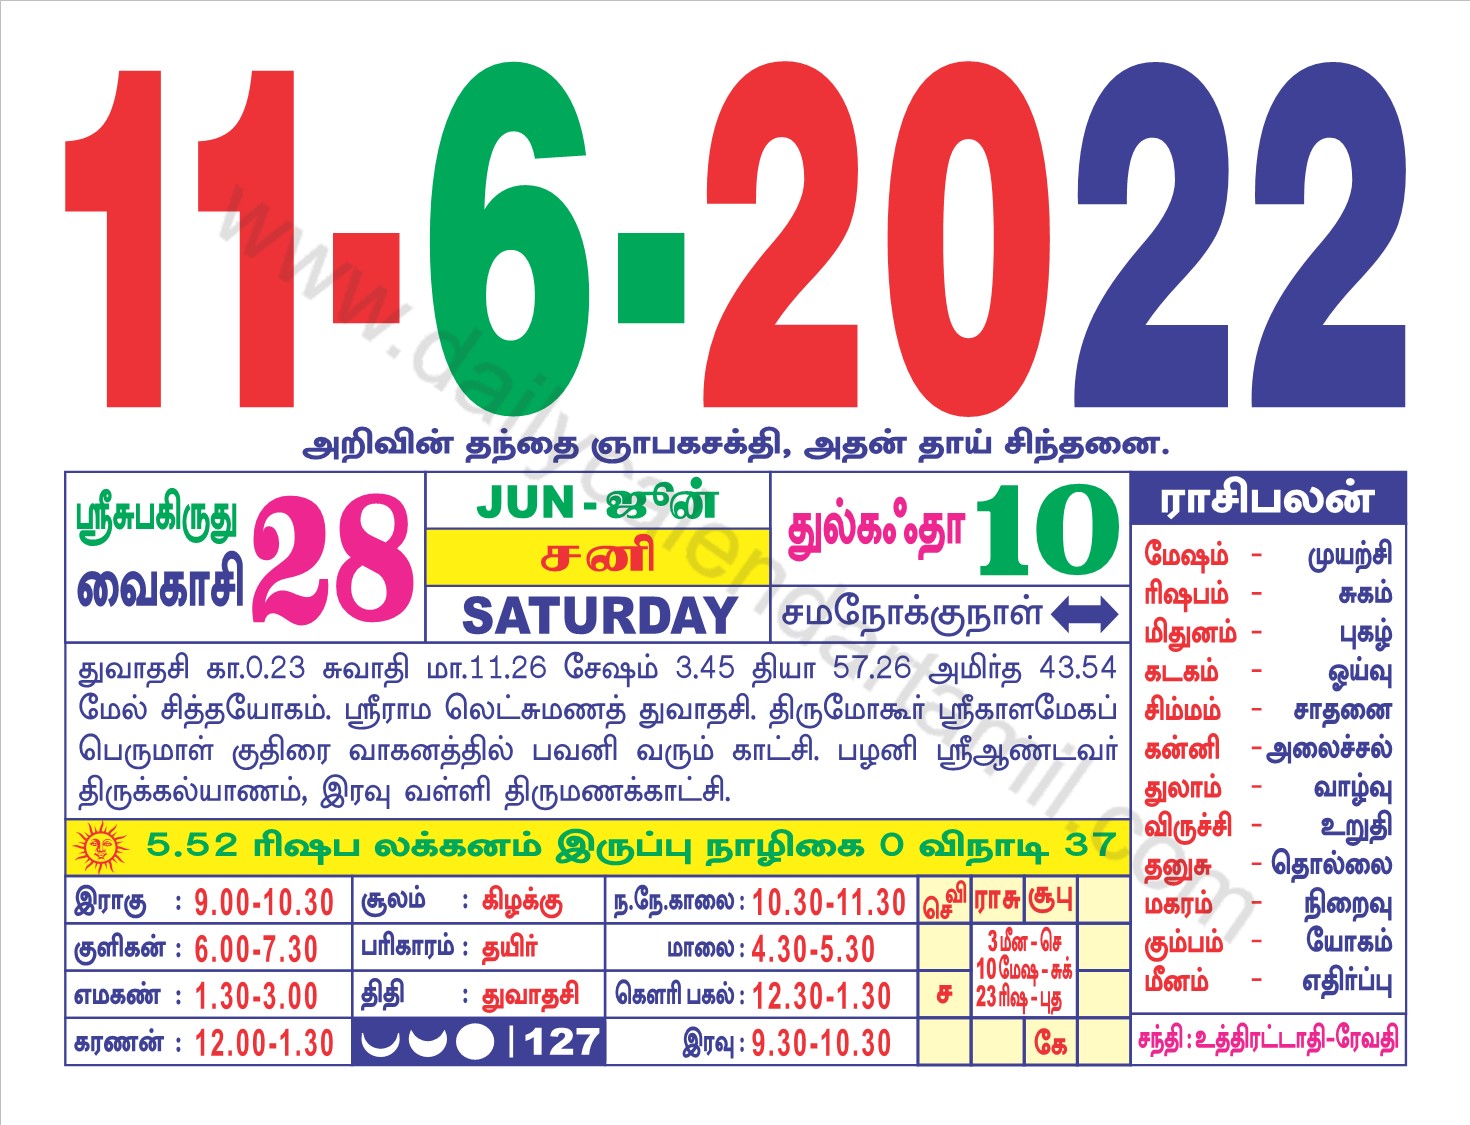 11-6-2022
அறிவின் தந்தை ஞாபகசக்தி, அதன் தாய் சிந்தனை.
ஸ்ரீசுபகிருது
வைகாசி 28
JUN - ஜூன்
சனி
SATURDAY
துல்கஃதா 10
சமநோக்குநாள்
துவாதசி கா.0.23 சுவாதி மா.11.26 சேஷம் 3.45 தியா 57.26 அமிர்த 43.54
மேல் சித்தயோகம். ஸ்ரீராம லெட்சுமணத் துவாதசி. திருமோகூர் ஸ்ரீகாளமேகப்
பெருமாள் குதிரை வாகனத்தில் பவனி வரும் காட்சி. பழனி ஸ்ரீஆண்டவர்
திருக்கல்யாணம், இரவு வள்ளி திருமணக்காட்சி.
5.52 ரிஷப லக்கனம் இருப்பு நாழிகை 0 விநாடி 37
இராகு : 9.00-10.30
குளிகன் : 6.00-7.30
எமகண் : 1.30-3.00
கரணன் : 12.00-1.30
சூலம் : கிழக்கு
பரிகாரம் : தயிர்
திதி : துவாதசி
|127
ந.நே.காலை : 10.30-11.30
மாலை : 4.30-5.30
கௌரி பகல் : 12.30-1.30
இரவு : 9.30-10.30
செ வி ராசு சூபு
3 மீன - செ
10 மேஷ - சுக்
23 ரிஷ - புத
ச
கே
ராசிபலன்
மேஷம் - முயற்சி
ரிஷபம் - சுகம்
மிதுனம் - புகழ்
கடகம் - ஓய்வு
சிம்மம் - சாதனை
கன்னி - அலைச்சல்
துலாம் - வாழ்வு
விருச்சி - உறுதி
தனுசு - தொல்லை
மகரம் - நிறைவு
கும்பம் - யோகம்
மீனம் - எதிர்ப்பு
சந்தி : உத்திரட்டாதி-ரேவதி
www.dailycalendartamil.com